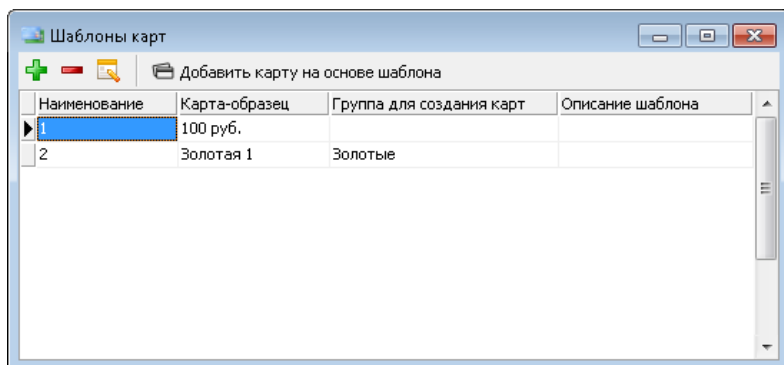 Шаблоны карт
Добавить карту на основе шаблона
Наименование Карта-образец Группа для создания карт Описание шаблона
1 100 руб.
2 Золотая 1 Золотые